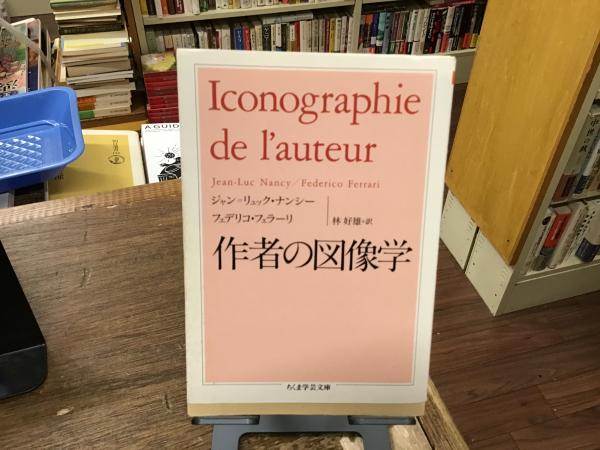 Iconographie
de l'auteur
Jean-Luc Nancy／Federico Ferrari
ジャン=リュック・ナンシー
フェデリコ・フェラーリ
林 好雄=訳
作者の図像学
ちくま学芸文庫
A GUID